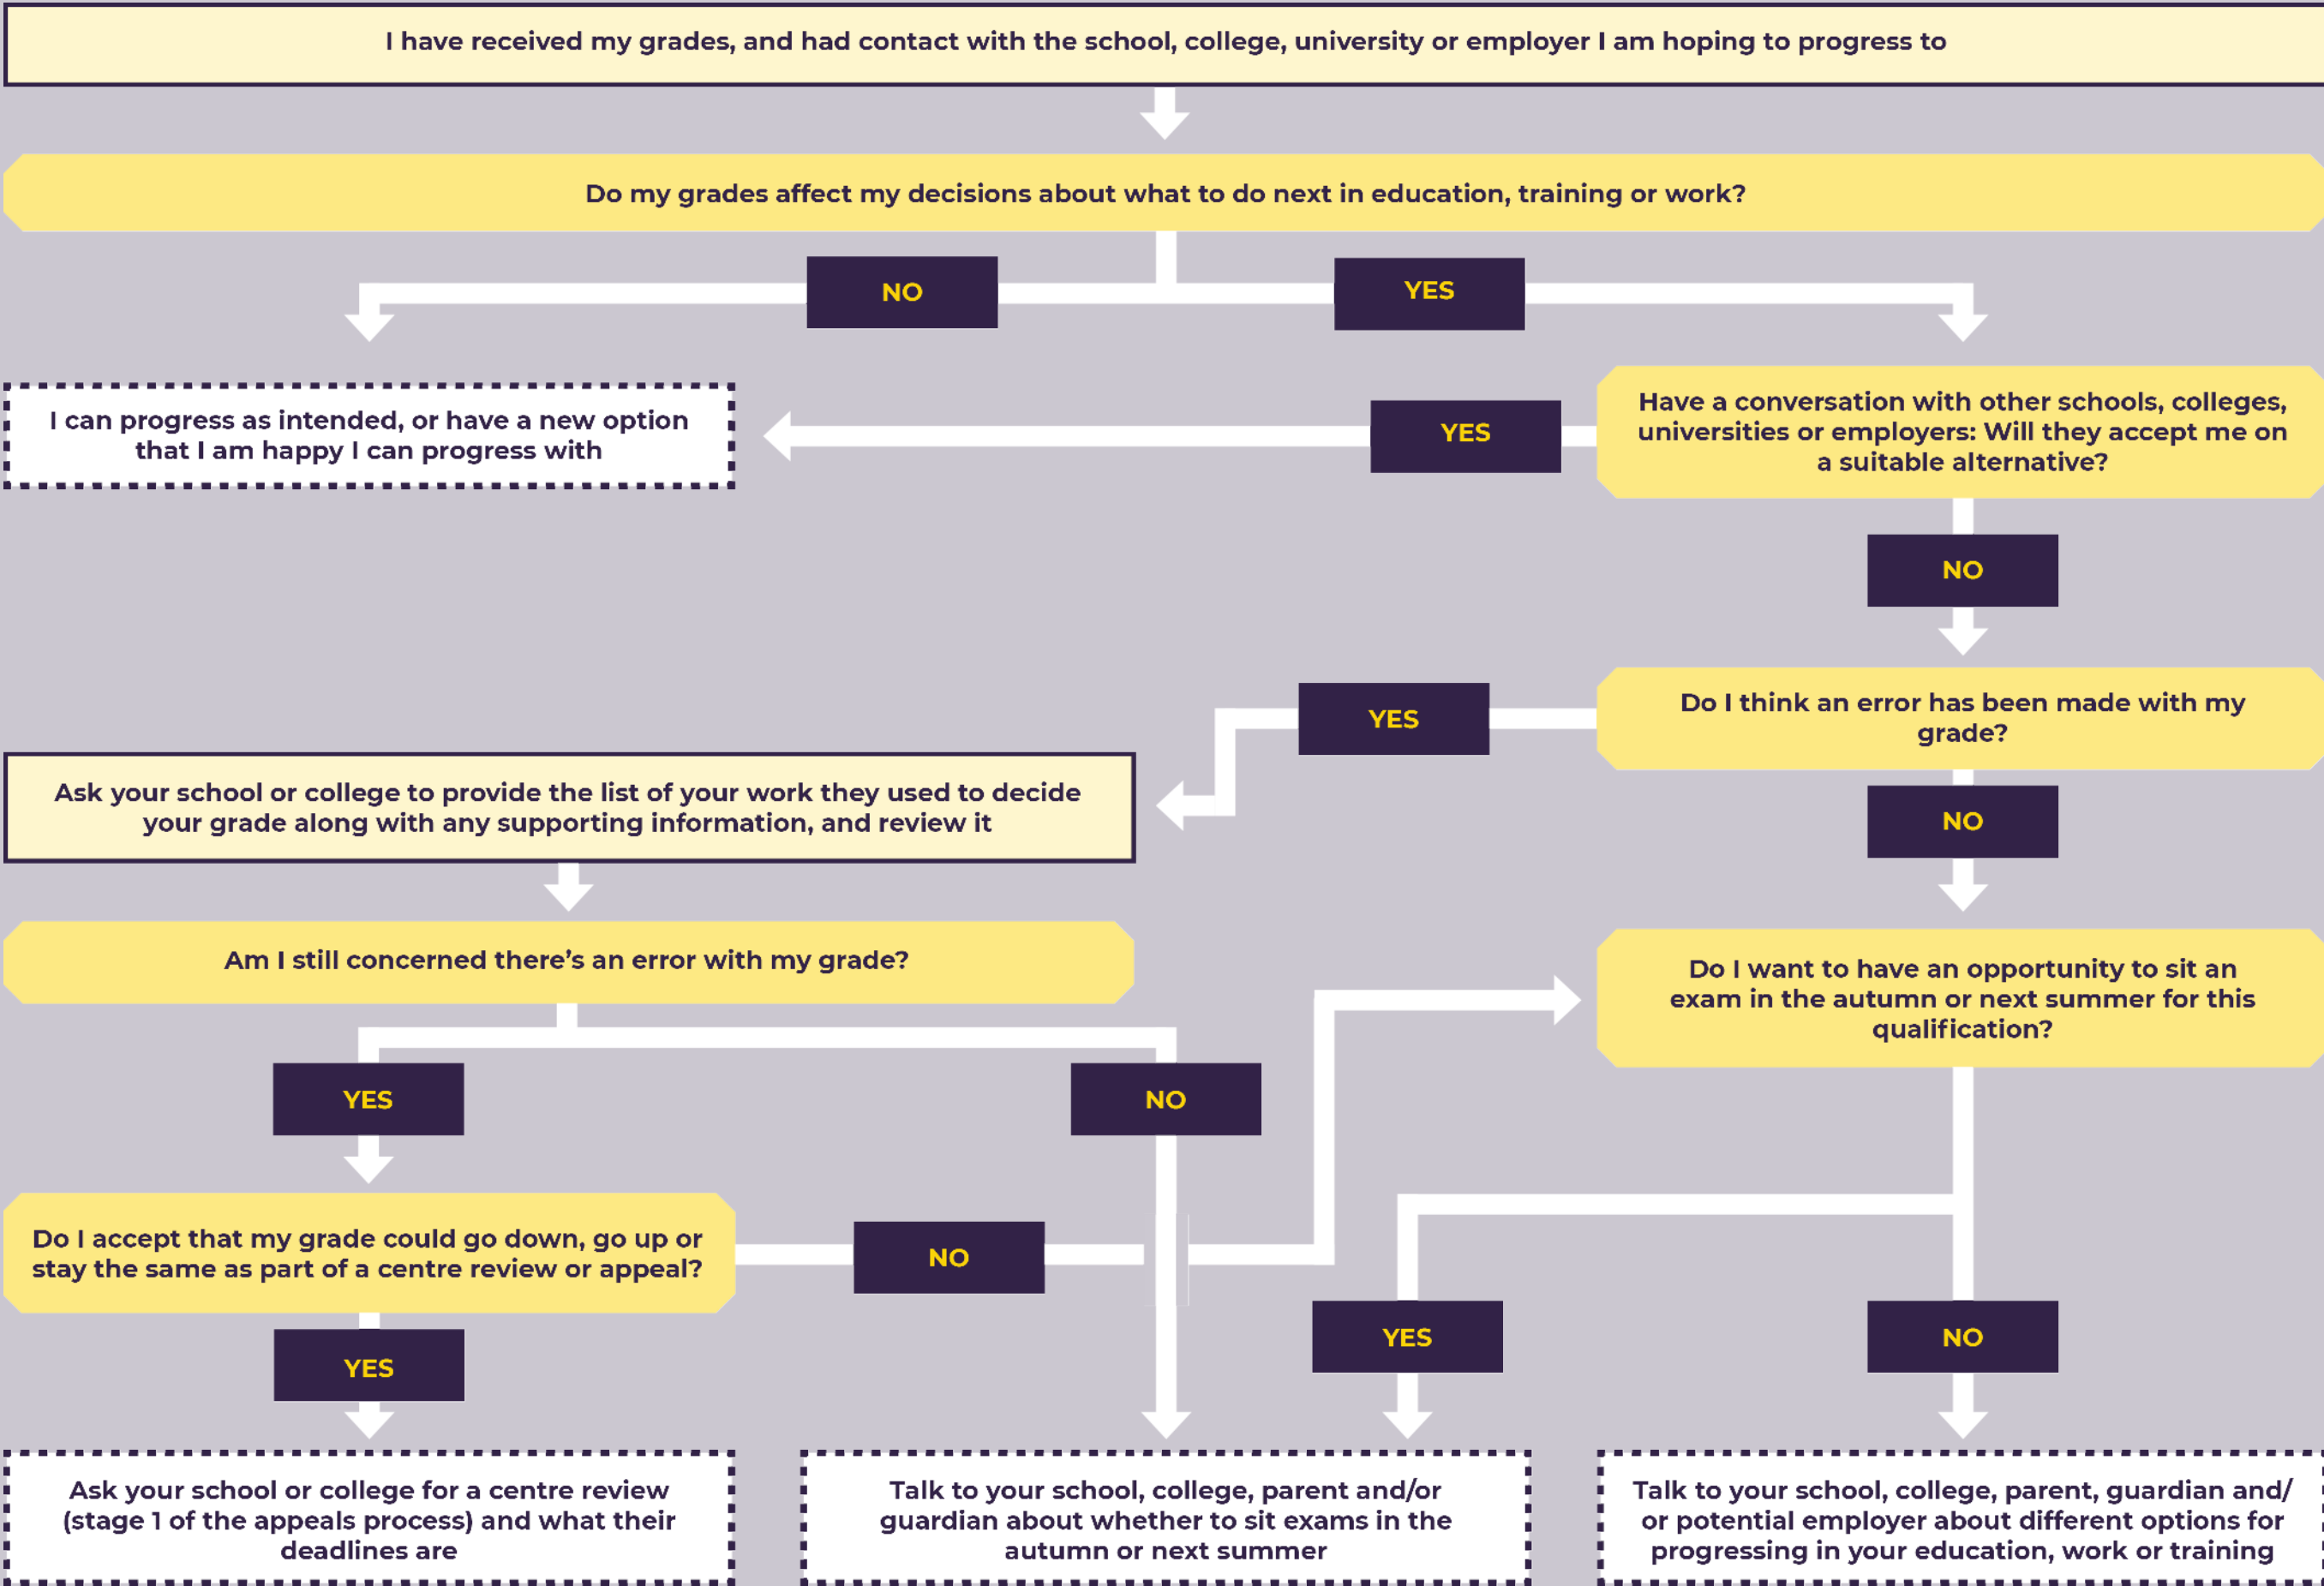 I have received my grades, and had contact with the school, college, university or employer I am hoping to progress to
Do my grades affect my decisions about what to do next in education, training or work?
NO
YES
I can progress as intended, or have a new option
that I am happy I can progress with
YES
Have a conversation with other schools, colleges,
universities or employers: Will they accept me on
a suitable alternative?
NO
YES
Do I think an error has been made with my
grade?
Ask your school or college to provide the list of your work they used to decide
your grade along with any supporting information, and review it
NO
Am I still concerned there’s an error with my grade?
Do I want to have an opportunity to sit an
exam in the autumn or next summer for this
qualification?
YES
NO
Do I accept that my grade could go down, go up or
stay the same as part of a centre review or appeal?
NO
YES
YES
NO
Ask your school or college for a centre review
(stage 1 of the appeals process) and what their
deadlines are
Talk to your school, college, parent and/or
guardian about whether to sit exams in the
autumn or next summer
Talk to your school, college, parent, guardian and/
or potential employer about different options for
progressing in your education, work or training